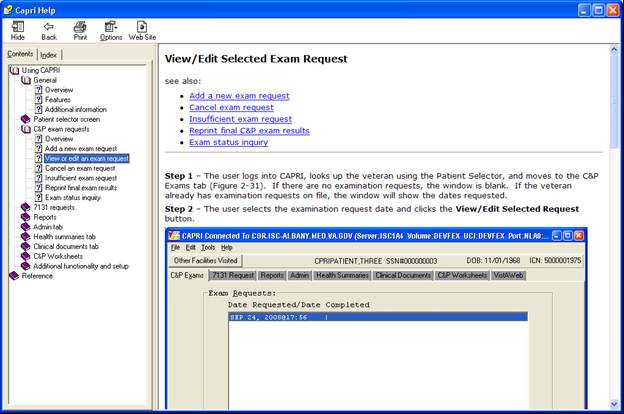 Capri Help
Hide Back Print Options Web Site
Contents Index
Using CAPRI
General
Overview
Features
Additional information
Patient selector screen
C&P exam requests
Overview
Add a new exam request
View or edit an exam request
Cancel an exam request
Insufficient exam request
Reprint final exam results
Exam status inquiry
7131 requests
Reports
Admin tab
Health summaries tab
Clinical documents tab
C&P Worksheets
Additional functionality and setup
Reference
View/Edit Selected Exam Request
see also:
• Add a new exam request
• Cancel exam request
• Insufficient exam request
• Reprint final C&P exam results
• Exam status inquiry
Step 1 – The user logs into CAPRI, looks up the veteran using the Patient Selector, and moves to the C&P
Exams tab (Figure 2-31). If there are no examination requests, the window is blank. If the veteran
already has examination requests on file, the window will show the dates requested.
Step 2 – The user selects the examination request date and clicks the View/Edit Selected Request
button.
CAPRI Connected To COR.ISC-ALBANY.MED.VA.GOV (Server:ISC1A4 Volume:DEVFEX UCI:DEVFEX Port:NLA0:...
File Edit Tools Help
Other Facilities Visited CPRIPATIENT,THREE SSN#000000003 DOB: 11/01/1968 ICN: 5000001975
C&P Exams 7131 Request Reports Admin Health Summaries Clinical Documents C&P Worksheets VistAWeb
Exam Requests:
Date Requested/Date Completed
SEP 24, 2008@17:56 |